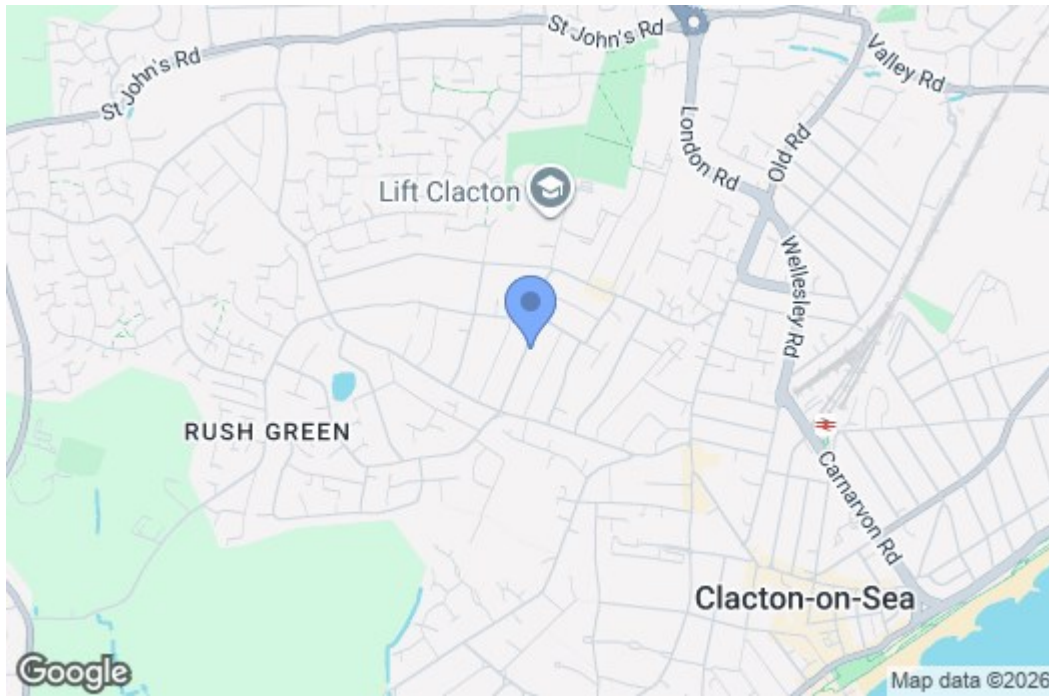 St John's Rd
St John's Rd
Valley Rd
London Rd
Old Rd
Lift Clacton
Wellesley Rd
RUSH GREEN
Carnarvon Rd
Clacton-on-Sea
Google
Map data ©2026